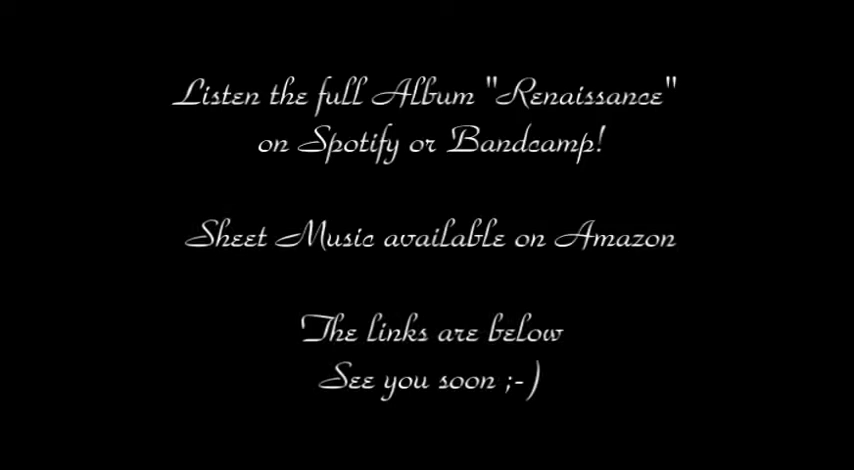 Listen the full Album "Renaissance"
on Spotify or Bandcamp!
Sheet Music available on Amazon
The links are below
See you soon ;-)